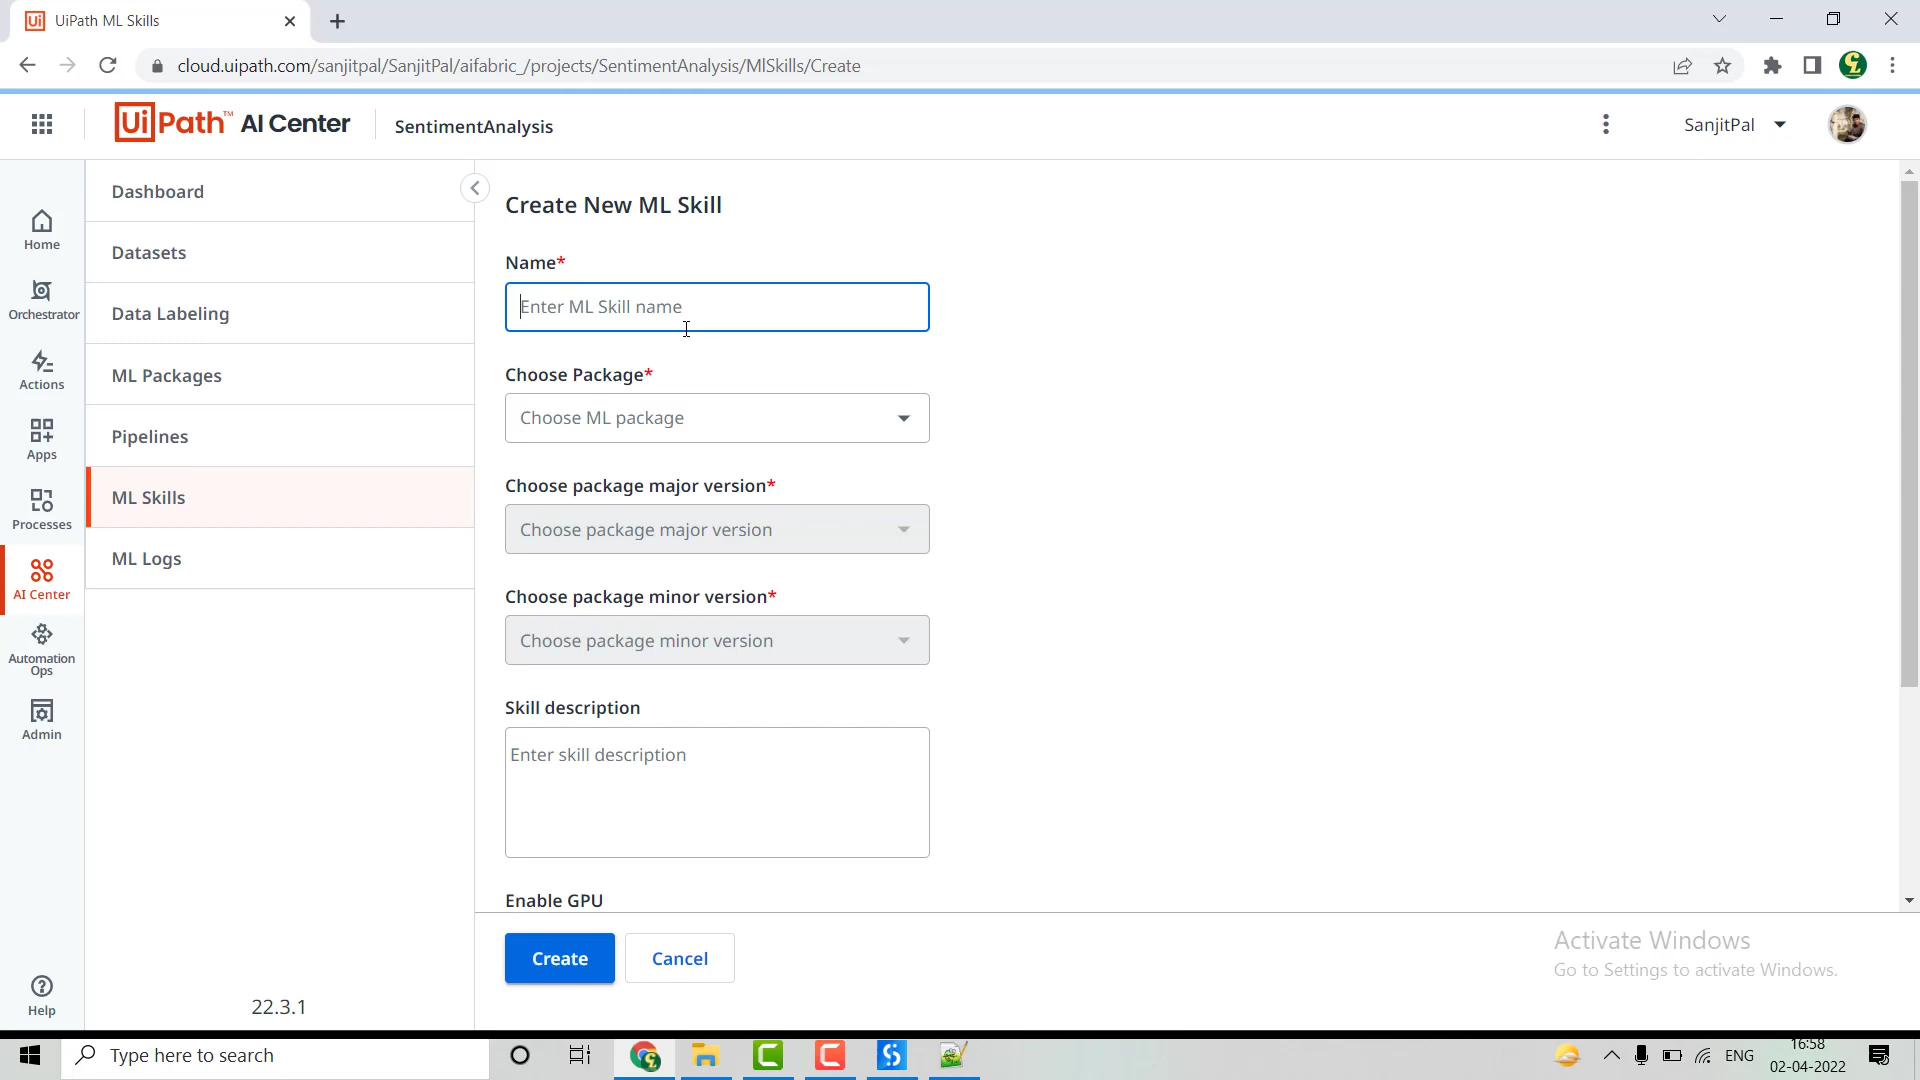 UiPath ML Skills
cloud.uipath.com/sanjitpal/SanjitPal/aifabric_/projects/SentimentAnalysis/MlSkills/Create
UiPath™ AI Center
SentimentAnalysis
SanjitPal
Home
Orchestrator
Actions
Apps
Processes
AI Center
Automation
Ops
Admin
Help
Dashboard
Datasets
Data Labeling
ML Packages
Pipelines
ML Skills
ML Logs
22.3.1
Create New ML Skill
Name*
Enter ML Skill name
Choose Package*
Choose ML package
Choose package major version*
Choose package major version
Choose package minor version*
Choose package minor version
Skill description
Enter skill description
Enable GPU
Create
Cancel
Activate Windows
Go to Settings to activate Windows.
Type here to search
ENG
16:58
02-04-2022